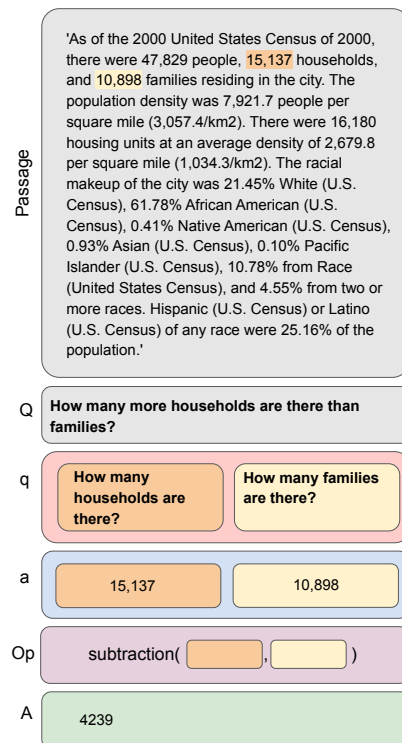 Passage
'As of the 2000 United States Census of 2000,
there were 47,829 people, 15,137 households,
and 10,898 families residing in the city. The
population density was 7,921.7 people per
square mile (3,057.4/km2). There were 16,180
housing units at an average density of 2,679.8
per square mile (1,034.3/km2). The racial
makeup of the city was 21.45% White (U.S.
Census), 61.78% African American (U.S.
Census), 0.41% Native American (U.S. Census),
0.93% Asian (U.S. Census), 0.10% Pacific
Islander (U.S. Census), 10.78% from Race
(United States Census), and 4.55% from two or
more races. Hispanic (U.S. Census) or Latino
(U.S. Census) of any race were 25.16% of the
population.'
Q
How many more households are there than
families?
q
How many
households are
there?
How many families
are there?
a
15,137
10,898
Op
subtraction( , )
A
4239